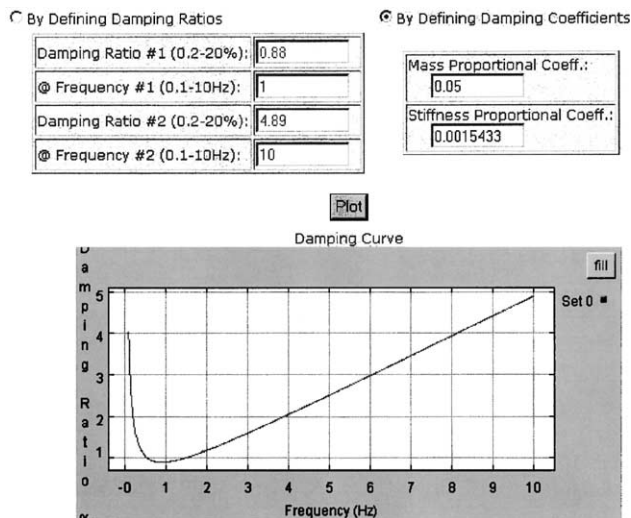 By Defining Damping Ratios
Damping Ratio #1 (0.2-20%): 0.88
@ Frequency #1 (0.1-10Hz): 1
Damping Ratio #2 (0.2-20%): 4.89
@ Frequency #2 (0.1-10Hz): 10
By Defining Damping Coefficients
Mass Proportional Coeff.:
0.05
Stiffness Proportional Coeff.:
0.0015433
Plot
Damping Curve
fill
Set 0
Damping Ratio %
5
4
3
2
1
-0 1 2 3 4 5 6 7 8 9 10
Frequency (Hz)